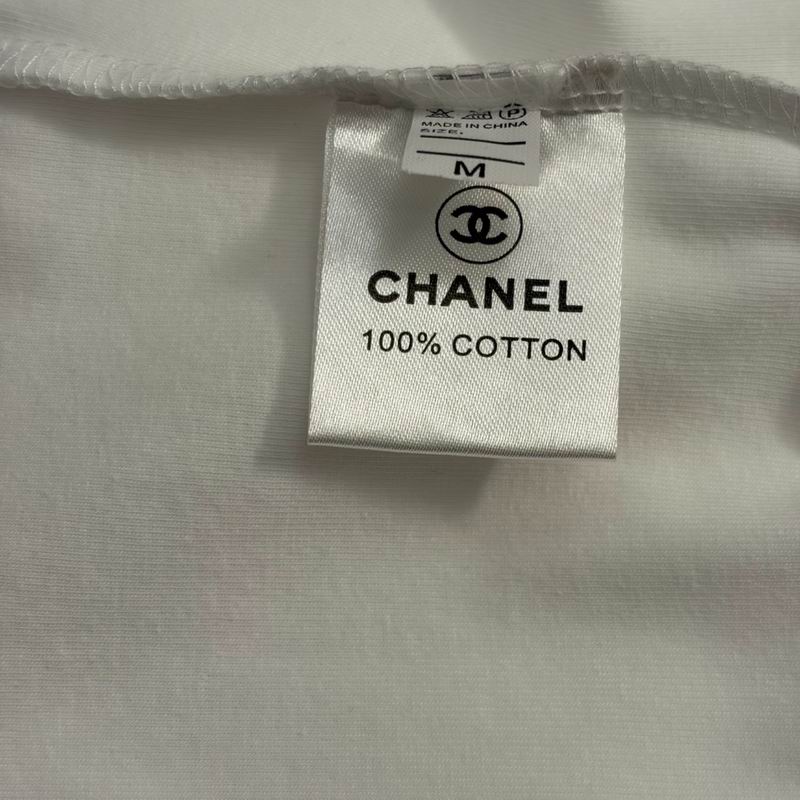 MADE IN CHINA
SIZE.
M
CHANEL
100% COTTON